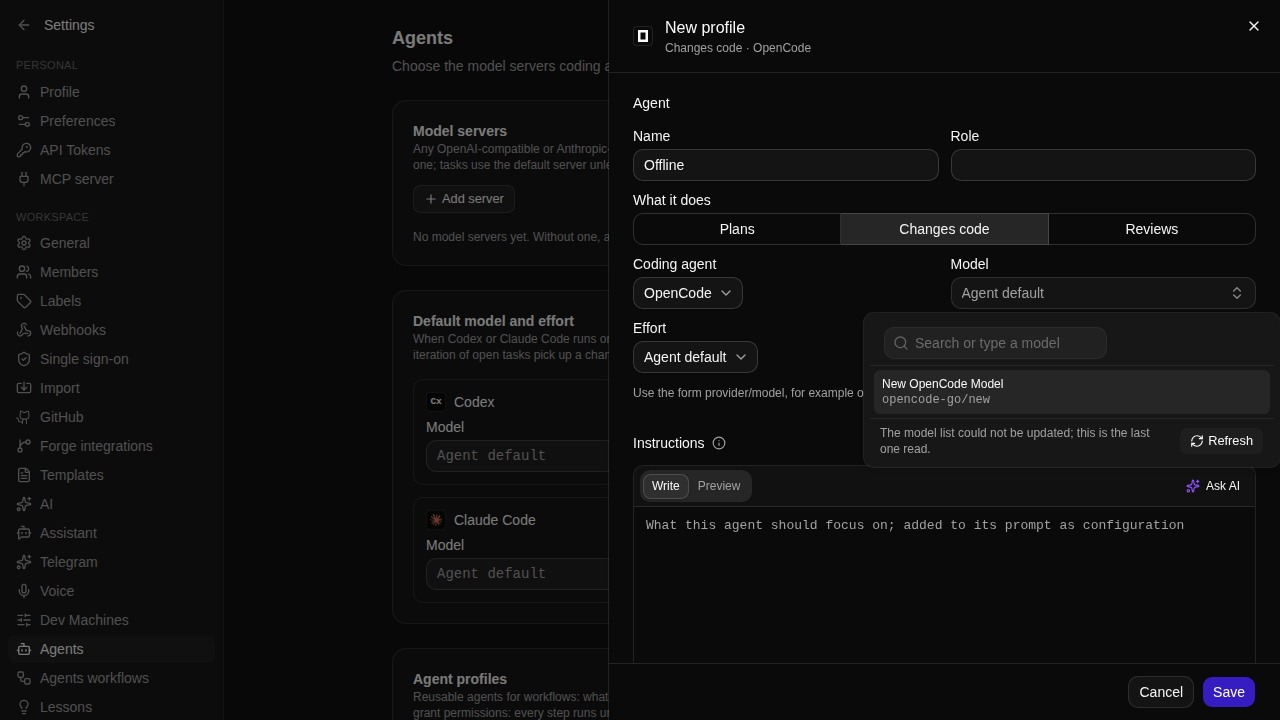 Settings
PERSONAL
Profile
Preferences
API Tokens
MCP server
WORKSPACE
General
Members
Labels
Webhooks
Single sign-on
Import
GitHub
Forge integrations
Templates
AI
Assistant
Telegram
Voice
Dev Machines
Agents
Agents workflows
Lessons
Agents
Choose the model servers coding a
Model servers
Any OpenAI-compatible or Anthropic-
one; tasks use the default server unle
Add server
No model servers yet. Without one, a
Default model and effort
When Codex or Claude Code runs or
iteration of open tasks pick up a chan
Cx Codex
Model
Agent default
Claude Code
Model
Agent default
Agent profiles
Reusable agents for workflows: what
grant permissions: every step runs un
New profile
Changes code · OpenCode
Agent
Name
Role
Offline
What it does
Plans
Changes code
Reviews
Coding agent
Model
OpenCode
Agent default
Effort
Agent default
Use the form provider/model, for example o
Search or type a model
New OpenCode Model
opencode-go/new
The model list could not be updated; this is the last
one read.
Refresh
Instructions
Write
Preview
Ask AI
What this agent should focus on; added to its prompt as configuration
Cancel
Save